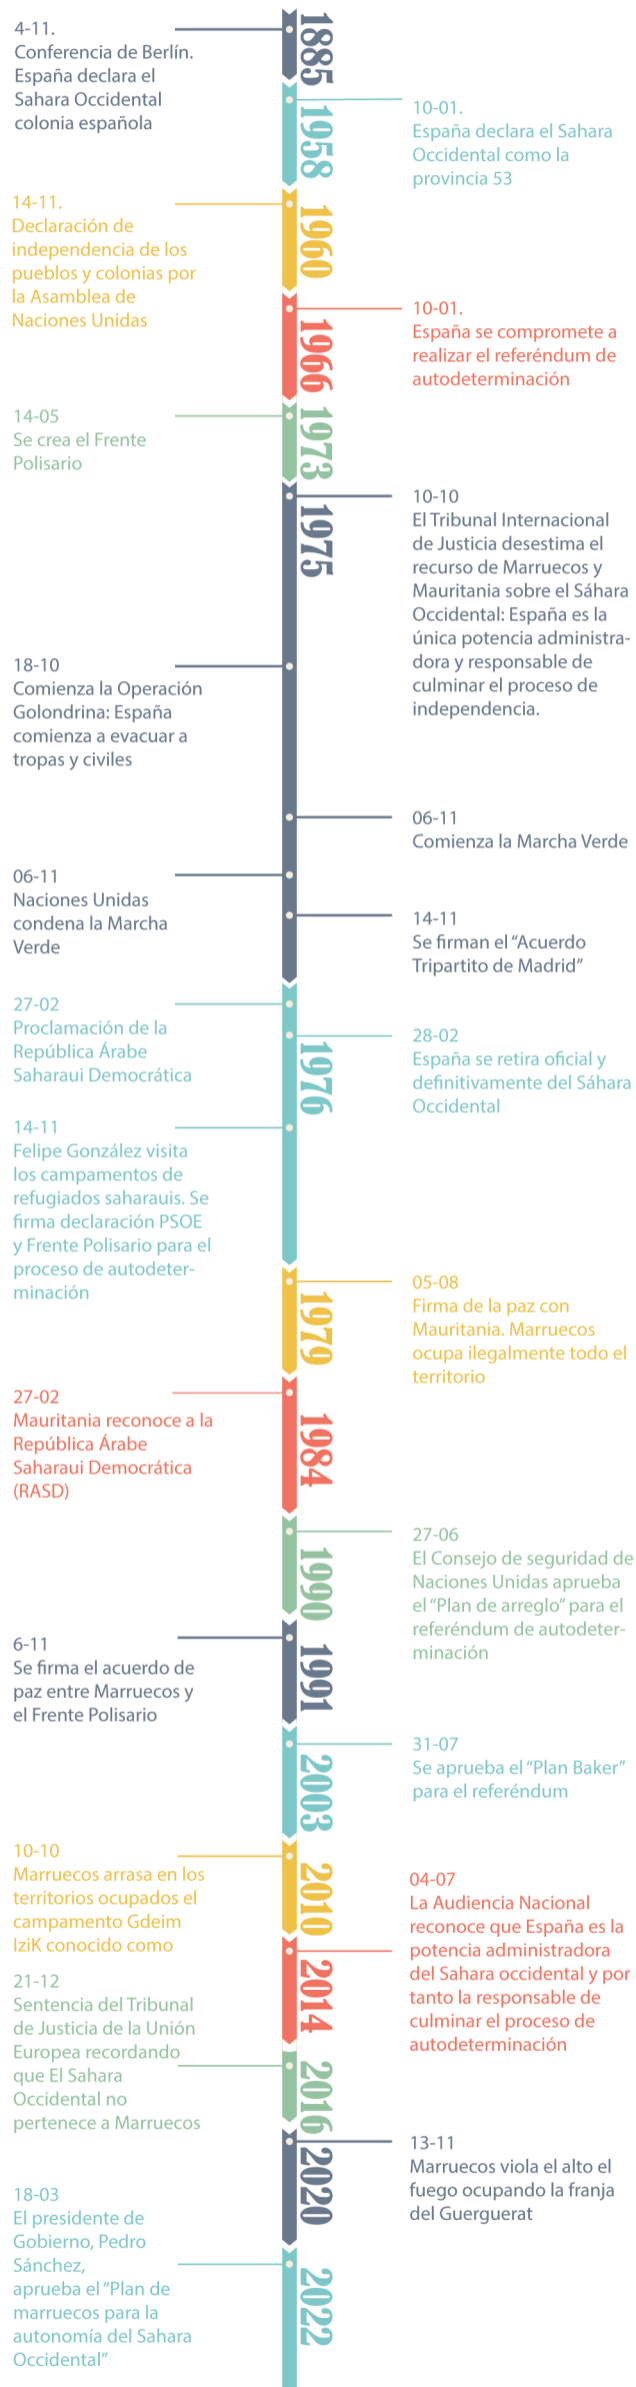 1885
4-11.
Conferencia de Berlín.
España declara el
Sahara Occidental
colonia española
1958
10-01.
España declara el Sahara
Occidental como la
provincia 53
1960
14-11.
Declaración de
independencia de los
pueblos y colonias por
la Asamblea de
Naciones Unidas
1966
10-01.
España se compromete a
realizar el referéndum de
autodeterminación
1973
14-05
Se crea el Frente
Polisario
1975
10-10
El Tribunal Internacional
de Justicia desestima el
recurso de Marruecos y
Mauritania sobre el Sáhara
Occidental: España es la
única potencia administra-
dora y responsable de
culminar el proceso de
independencia.
18-10
Comienza la Operación
Golondrina: España
comienza a evacuar a
tropas y civiles
06-11
Comienza la Marcha Verde
06-11
Naciones Unidas
condena la Marcha
Verde
14-11
Se firman el “Acuerdo
Tripartito de Madrid”
1976
27-02
Proclamación de la
República Árabe
Saharaui Democrática
28-02
España se retira oficial y
definitivamente del Sáhara
Occidental
14-11
Felipe González visita
los campamentos de
refugiados saharauis. Se
firma declaración PSOE
y Frente Polisario para el
proceso de autodeter-
minación
1979
05-08
Firma de la paz con
Mauritania. Marruecos
ocupa ilegalmente todo el
territorio
1984
27-02
Mauritania reconoce a la
República Árabe
Saharaui Democrática
(RASD)
1990
27-06
El Consejo de seguridad de
Naciones Unidas aprueba
el “Plan de arreglo” para el
referéndum de autodeter-
minación
1991
6-11
Se firma el acuerdo de
paz entre Marruecos y
el Frente Polisario
2003
31-07
Se aprueba el “Plan Baker”
para el referéndum
2010
10-10
Marruecos arrasa en los
territorios ocupados el
campamento Gdeim
IziK conocido como
2014
04-07
La Audiencia Nacional
reconoce que España es la
potencia administradora
del Sahara occidental y por
tanto la responsable de
culminar el proceso de
autodeterminación
2016
21-12
Sentencia del Tribunal
de Justicia de la Unión
Europea recordando
que El Sahara
Occidental no
pertenece a Marruecos
2020
13-11
Marruecos viola el alto el
fuego ocupando la franja
del Guerguerat
2022
18-03
El presidente de
Gobierno, Pedro
Sánchez,
aprueba el “Plan de
marruecos para la
autonomía del Sahara
Occidental”